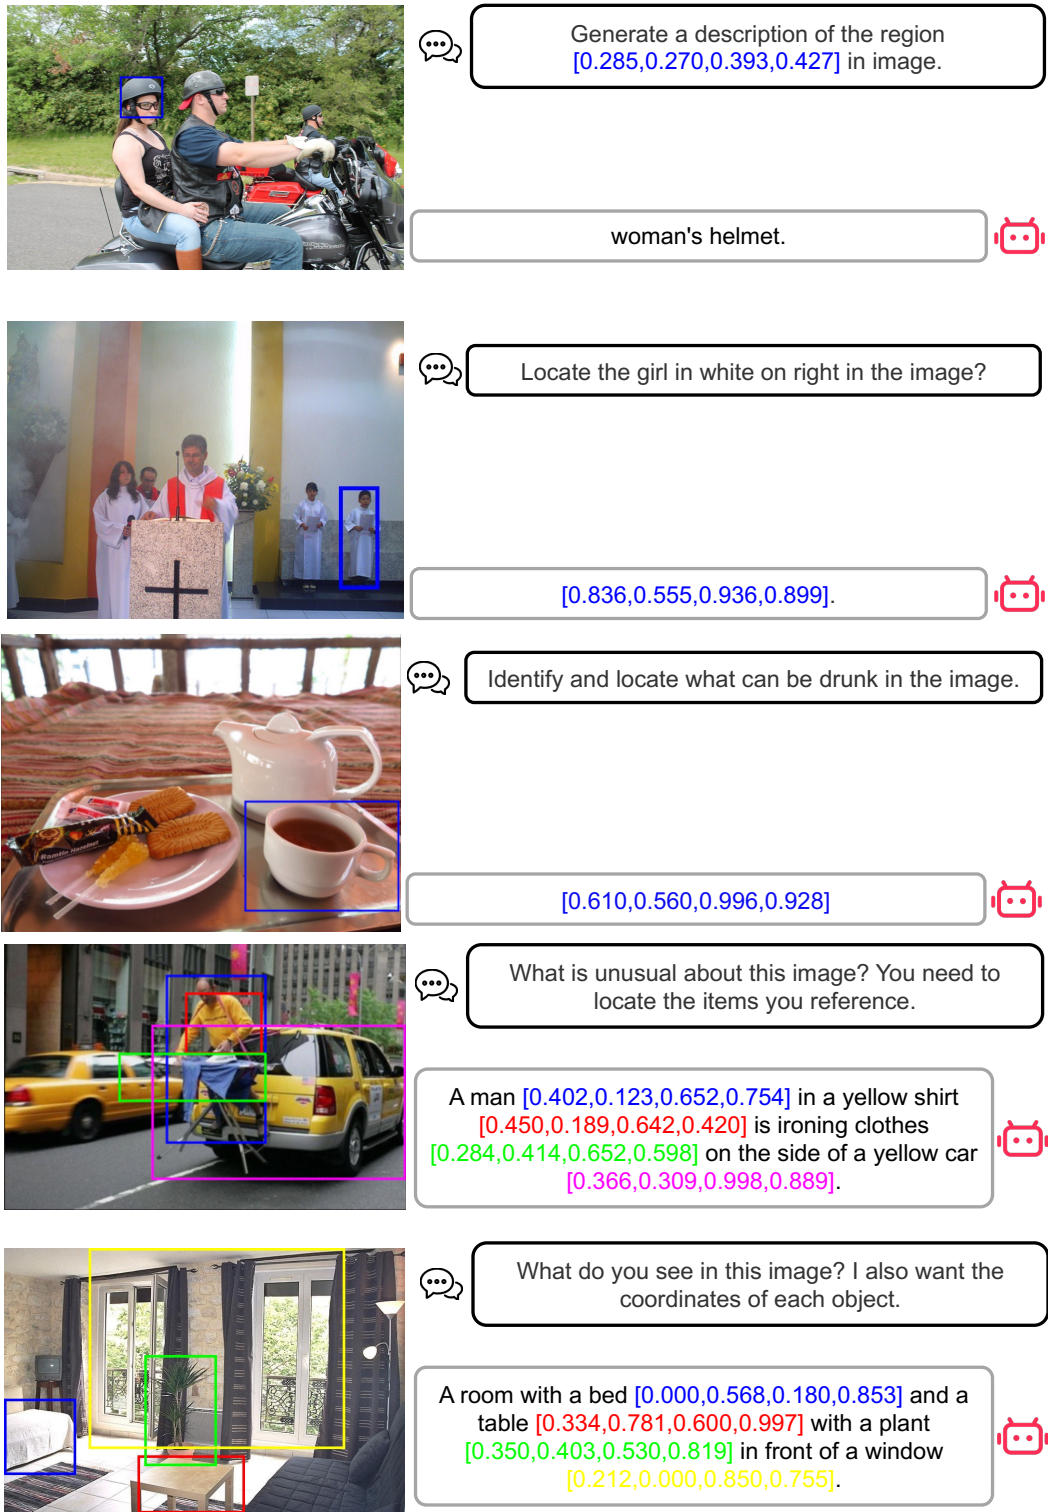 Generate a description of the region
[0.285,0.270,0.393,0.427] in image.
woman's helmet.
Locate the girl in white on right in the image?
[0.836,0.555,0.936,0.899].
Identify and locate what can be drunk in the image.
[0.610,0.560,0.996,0.928]
What is unusual about this image? You need to
locate the items you reference.
A man [0.402,0.123,0.652,0.754] in a yellow shirt
[0.450,0.189,0.642,0.420] is ironing clothes
[0.284,0.414,0.652,0.598] on the side of a yellow car
[0.366,0.309,0.998,0.889].
What do you see in this image? I also want the
coordinates of each object.
A room with a bed [0.000,0.568,0.180,0.853] and a
table [0.334,0.781,0.600,0.997] with a plant
[0.350,0.403,0.530,0.819] in front of a window
[0.212,0.000,0.850,0.755].